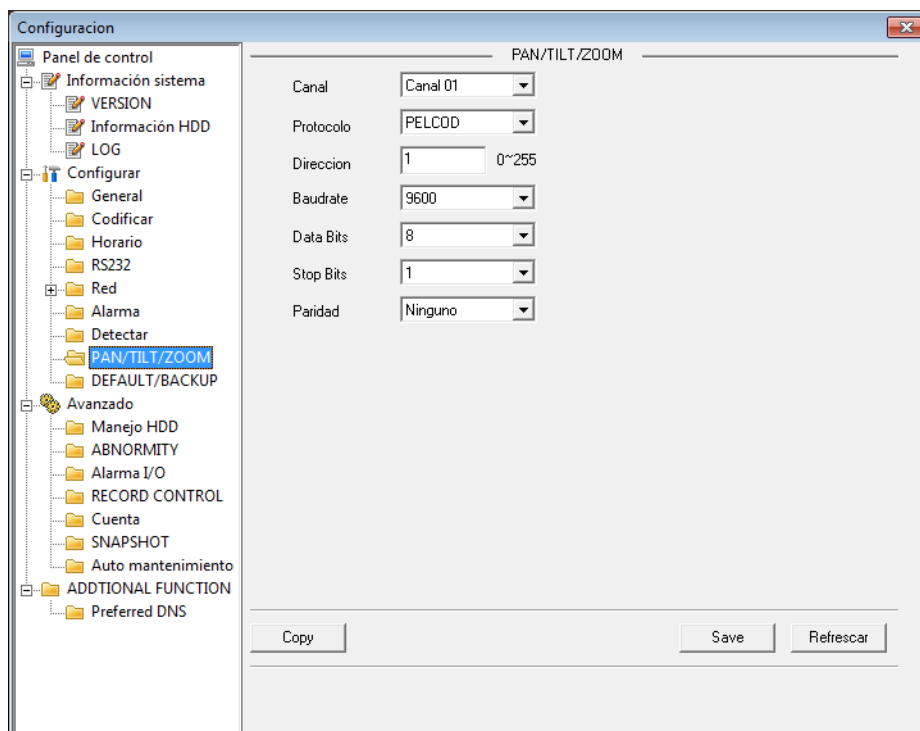 Configuracion
Panel de control
Información sistema
VERSION
Información HDD
LOG
Configurar
General
Codificar
Horario
RS232
Red
Alarma
Detectar
PAN/TILT/ZOOM
DEFAULT/BACKUP
Avanzado
Manejo HDD
ABNORMITY
Alarma I/O
RECORD CONTROL
Cuenta
SNAPSHOT
Auto mantenimiento
ADDTIONAL FUNCTION
Preferred DNS
PAN/TILT/ZOOM
Canal Canal 01
Protocolo PELCOD
Direccion 1 0~255
Baudrate 9600
Data Bits 8
Stop Bits 1
Paridad Ninguno
Copy Save Refrescar